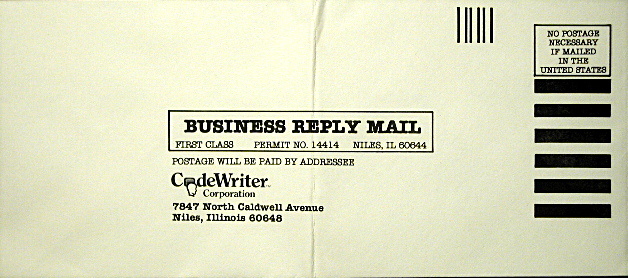 NO POSTAGE
NECESSARY
IF MAILED
IN THE
UNITED STATES
BUSINESS REPLY MAIL
FIRST CLASS PERMIT NO. 14414 NILES, IL 60644
POSTAGE WILL BE PAID BY ADDRESSEE
CodeWriter™
Corporation
7847 North Caldwell Avenue
Niles, Illinois 60648